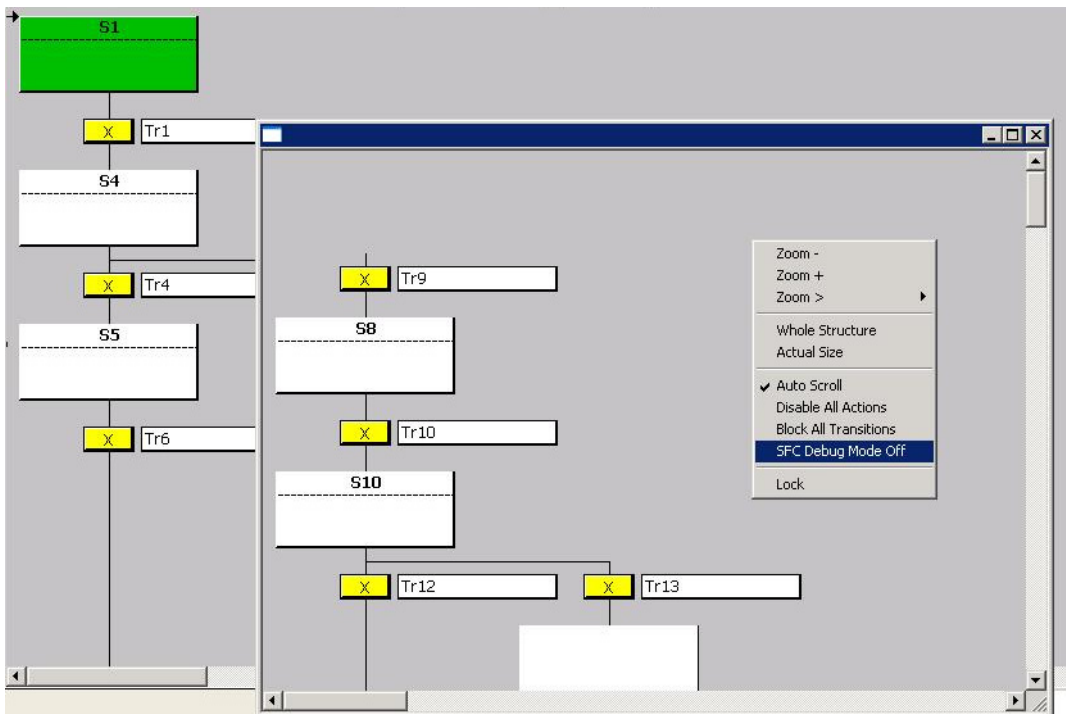 S1
X Tr1
S4
X Tr4
S5
X Tr6
X Tr9
S8
X Tr10
S10
X Tr12 X Tr13
Zoom -
Zoom +
Zoom >
Whole Structure
Actual Size
Auto Scroll
Disable All Actions
Block All Transitions
SFC Debug Mode Off
Lock